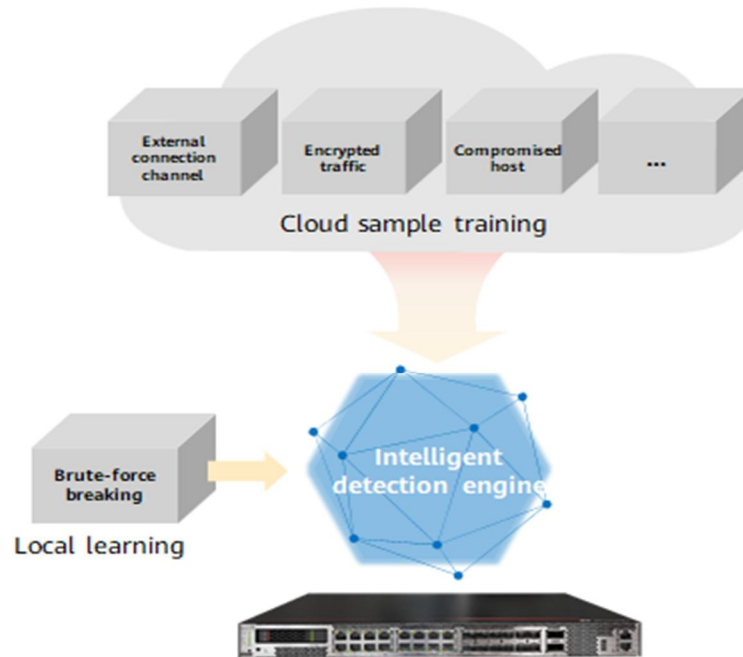 External
connection
channel
Encrypted
traffic
Compromised
host
...
Cloud sample training
Intelligent
detection engine
Brute-force
breaking
Local learning